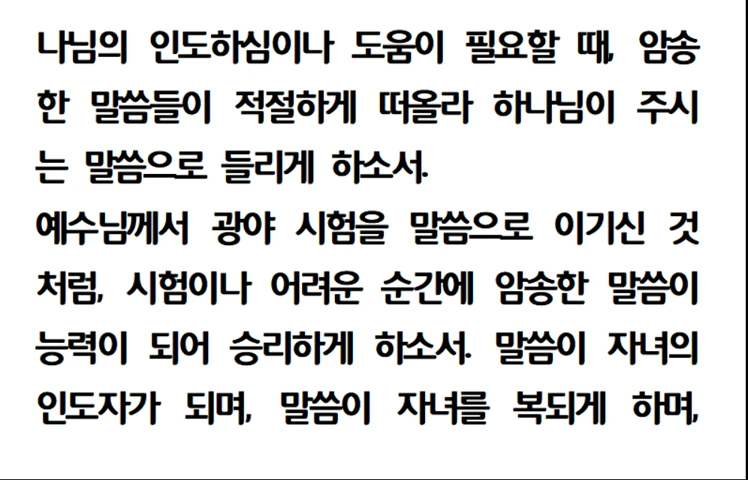 나님의 인도하심이나 도움이 필요할 때, 암송
한 말씀들이 적절하게 떠올라 하나님이 주시
는 말씀으로 들리게 하소서.
예수님께서 광야 시험을 말씀으로 이기신 것
처럼, 시험이나 어려운 순간에 암송한 말씀이
능력이 되어 승리하게 하소서. 말씀이 자녀의
인도자가 되며, 말씀이 자녀를 복되게 하며,